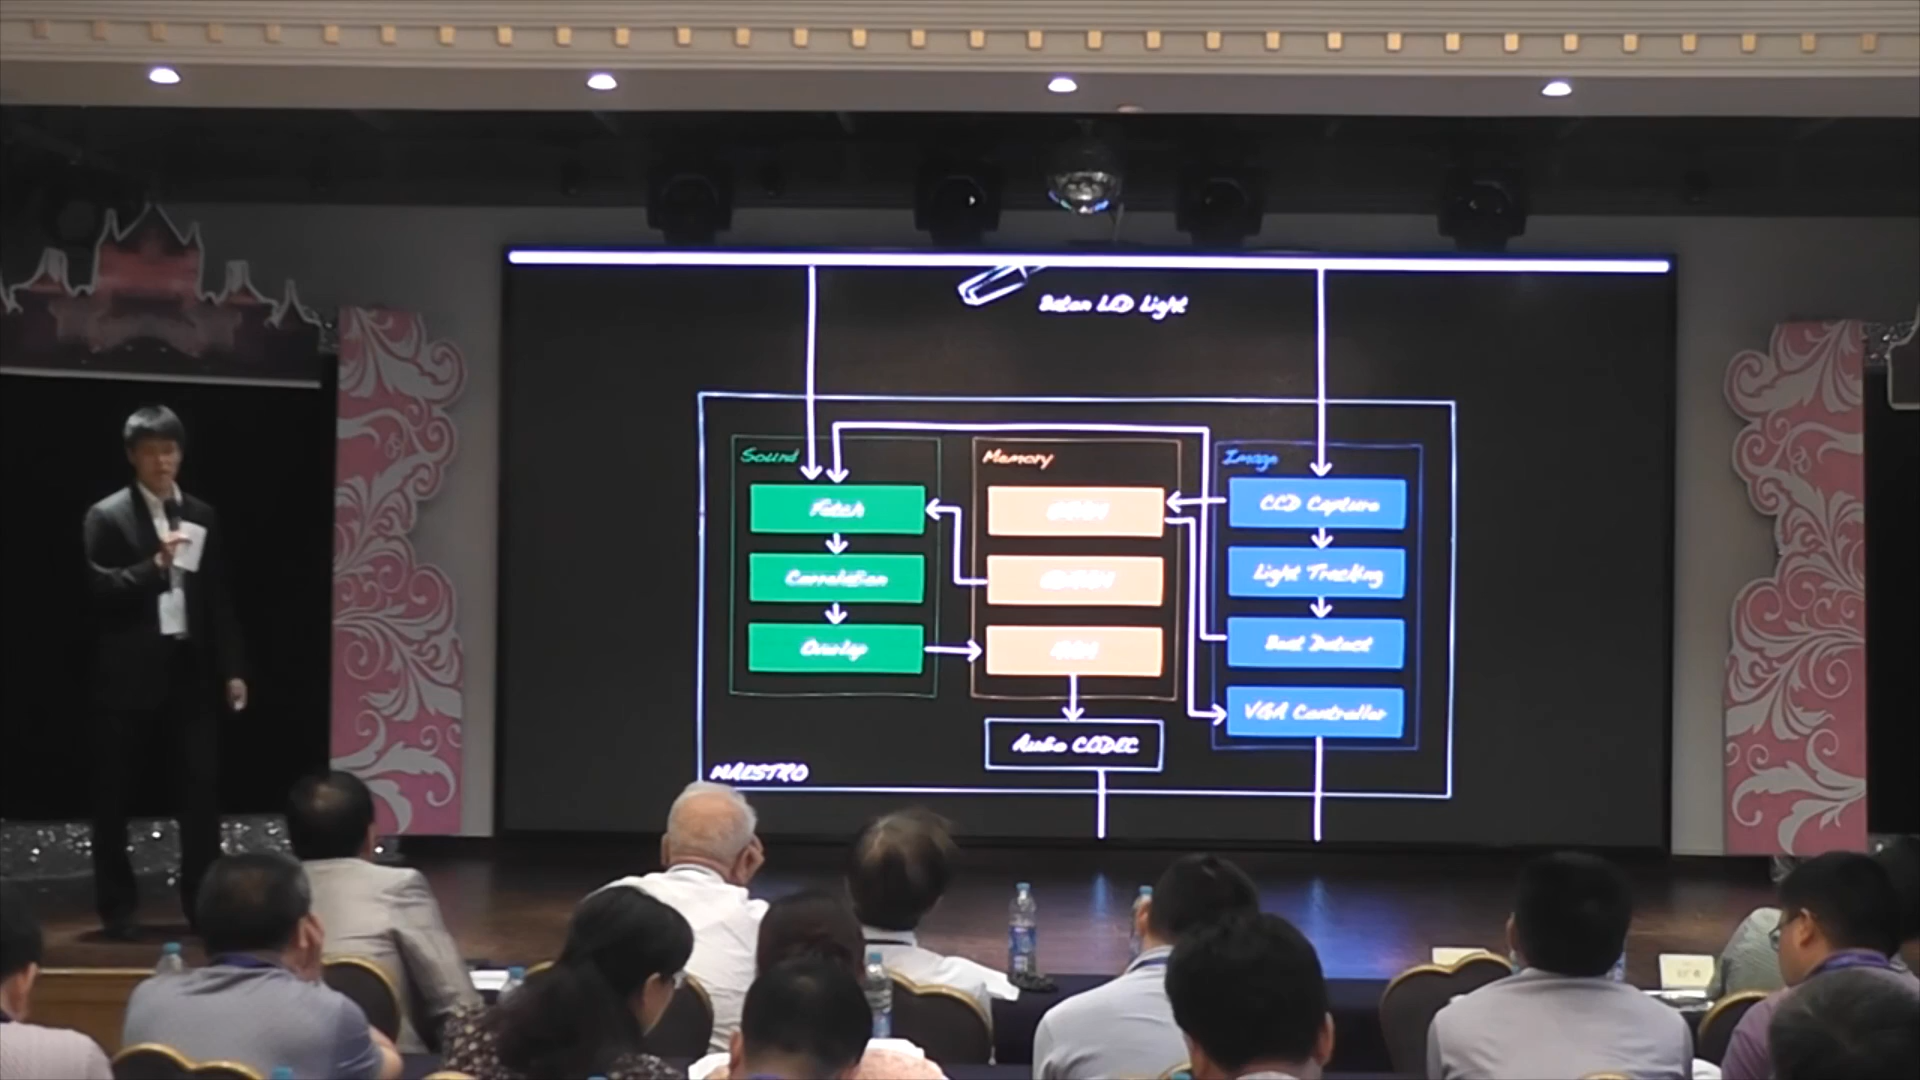 Baton LED Light
Sound
Memory
Image
Fetch
CCD Capture
Correlation
Light Tracking
Overlap
Beat Detect
VGA Controller
Audio CODEC
MAESTRO